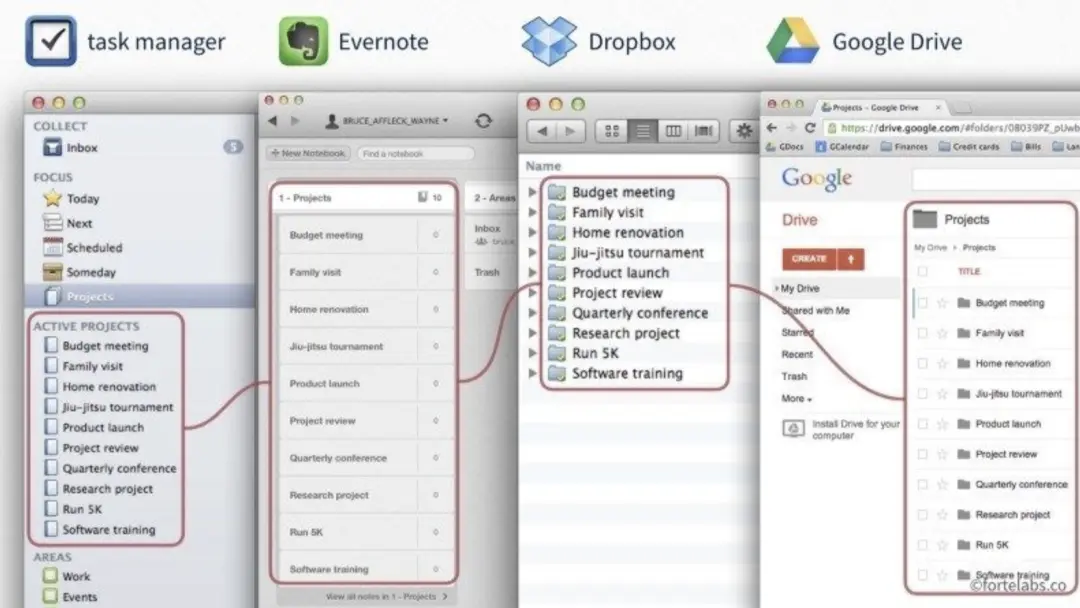 task manager
Evernote
Dropbox
Google Drive
COLLECT
Inbox
5
FOCUS
Today
Next
Scheduled
Someday
Projects
ACTIVE PROJECTS
Budget meeting
Family visit
Home renovation
Jiu-jitsu tournament
Product launch
Project review
Quarterly conference
Research project
Run 5K
Software training
AREAS
Work
Events
BRUCE_AFFLECK_WAYNE
+ New Notebook
Find a notebook
1 - Projects
10
Budget meeting 0
Family visit 0
Home renovation 0
Jiu-jitsu tournament 0
Product launch 0
Project review 0
Quarterly conference 0
Research project 0
Run 5K 0
Software training 0
View all notes in 1 - Projects >
2 - Areas
Inbox
Trash
Name
Budget meeting
Family visit
Home renovation
Jiu-jitsu tournament
Product launch
Project review
Quarterly conference
Research project
Run 5K
Software training
Projects - Google Drive
https://drive.google.com/#folders/0B039PZ_pUwb
GDocs
GCalendar
Finances
Credit cards
Bills
Google
Drive
CREATE
My Drive
Shared with Me
Starred
Recent
Trash
More
Install Drive for your
computer
Projects
My Drive > Projects
TITLE
Budget meeting
Family visit
Home renovation
Jiu-jitsu tournament
Product launch
Project review
Quarterly conference
Research project
Run 5K
Software training
©fortelabs.co